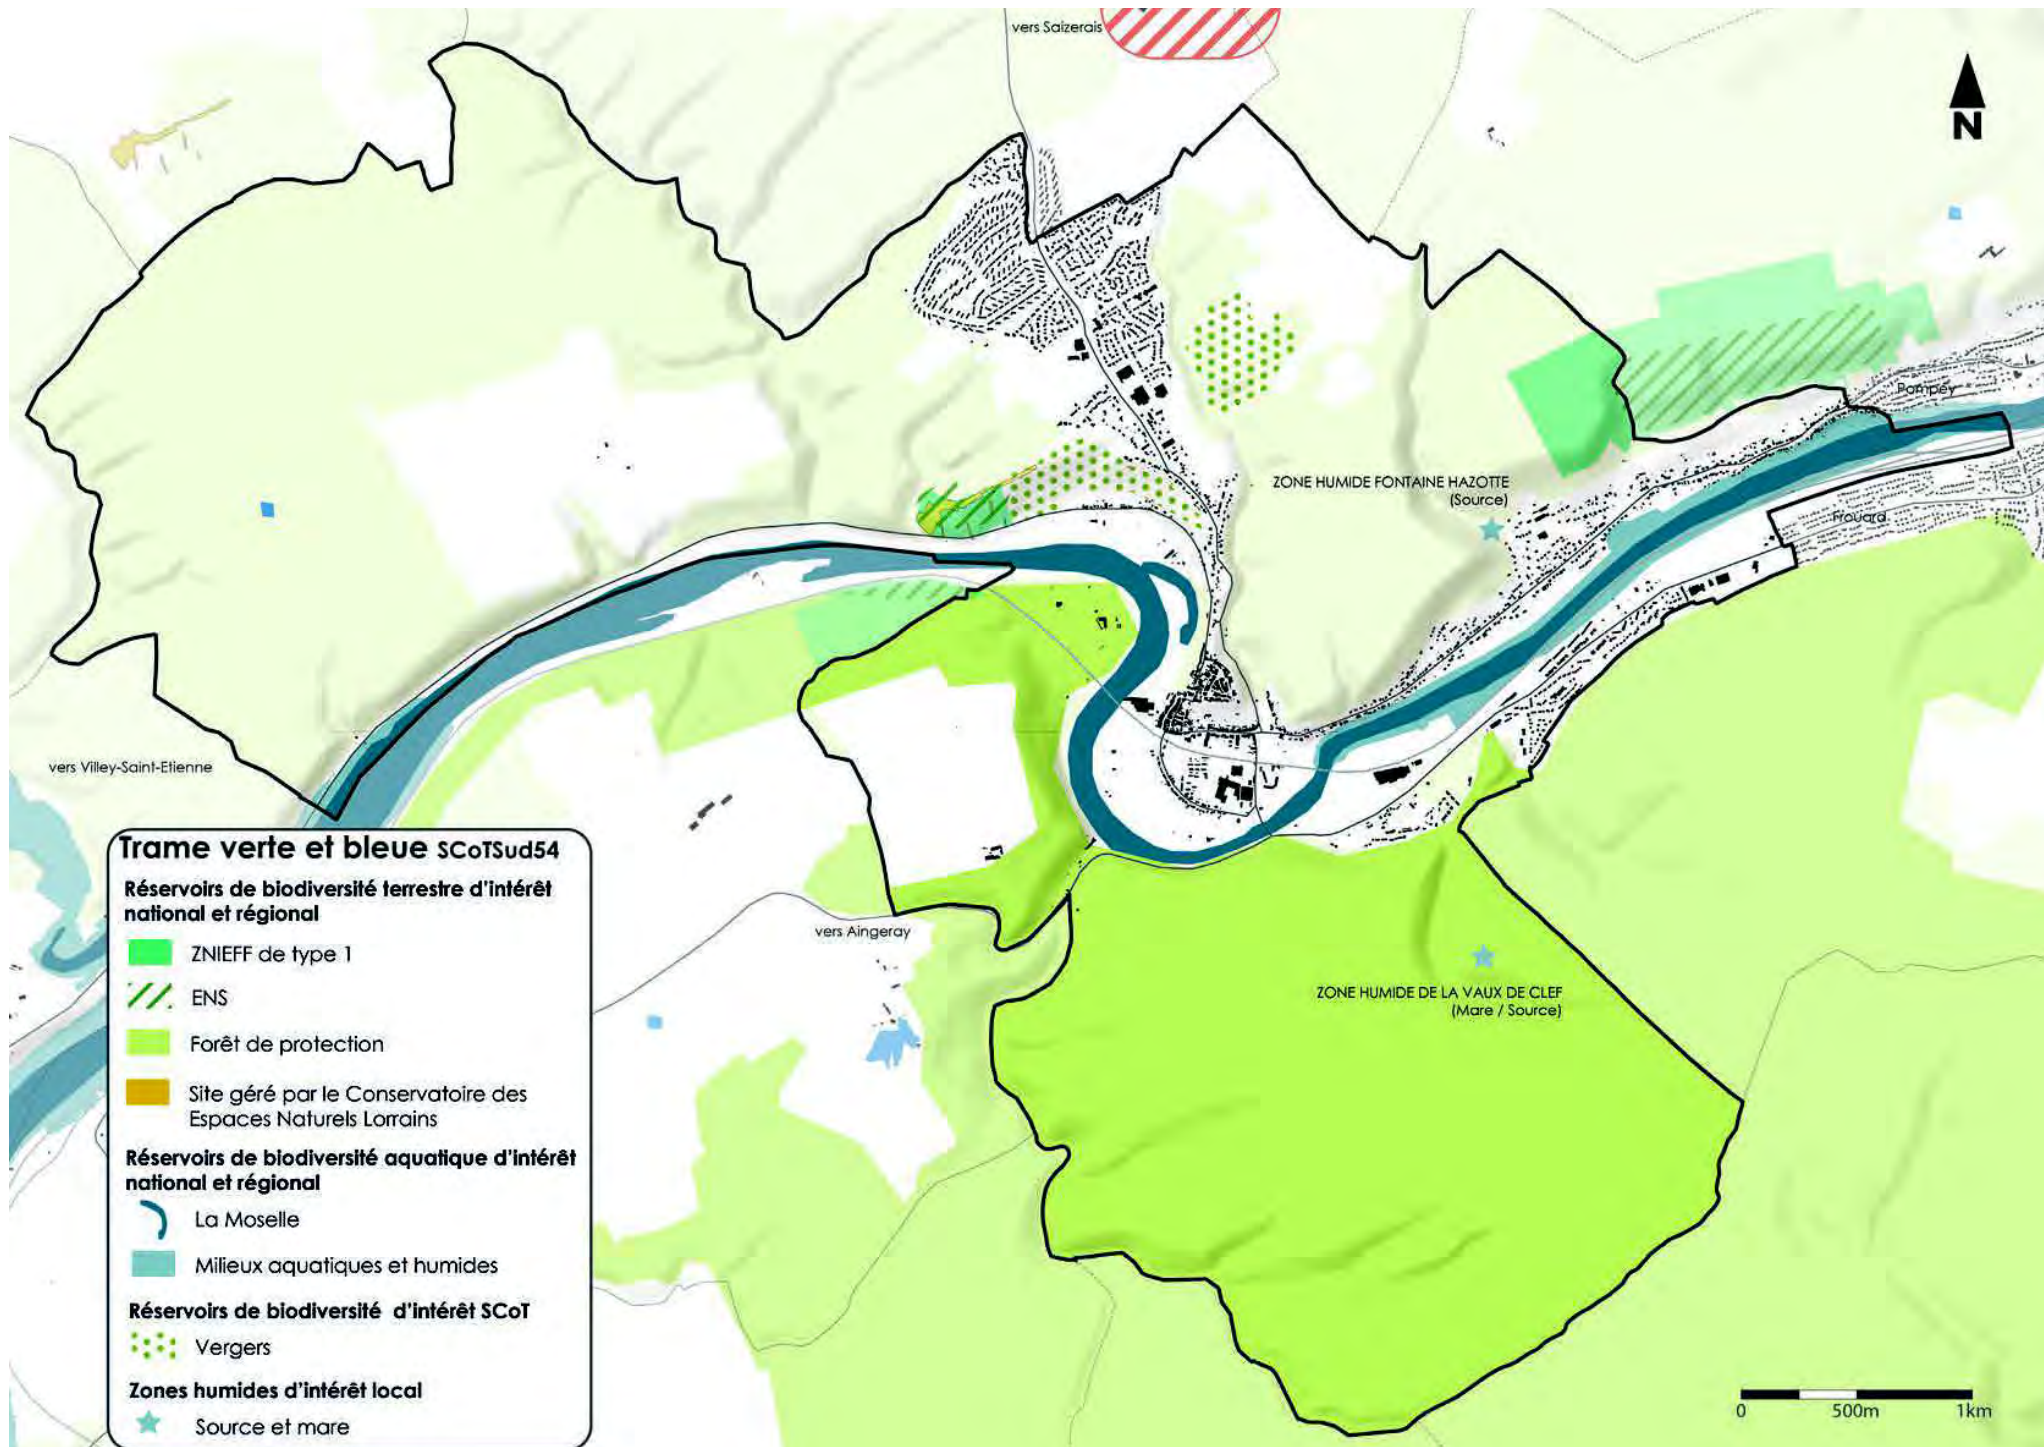 vers Saizerais
N
Pompey
ZONE HUMIDE FONTAINE HAZOTTE
(Source)
Frouard
vers Villey-Saint-Etienne
vers Aingeray
ZONE HUMIDE DE LA VAUX DE CLEF
(Mare / Source)
Trame verte et bleue SCoTSud54
Réservoirs de biodiversité terrestre d'intérêt
national et régional
ZNIEFF de type 1
ENS
Forêt de protection
Site géré par le Conservatoire des
Espaces Naturels Lorrains
Réservoirs de biodiversité aquatique d'intérêt
national et régional
La Moselle
Milieux aquatiques et humides
Réservoirs de biodiversité d'intérêt SCoT
Vergers
Zones humides d'intérêt local
Source et mare
0 500m 1km